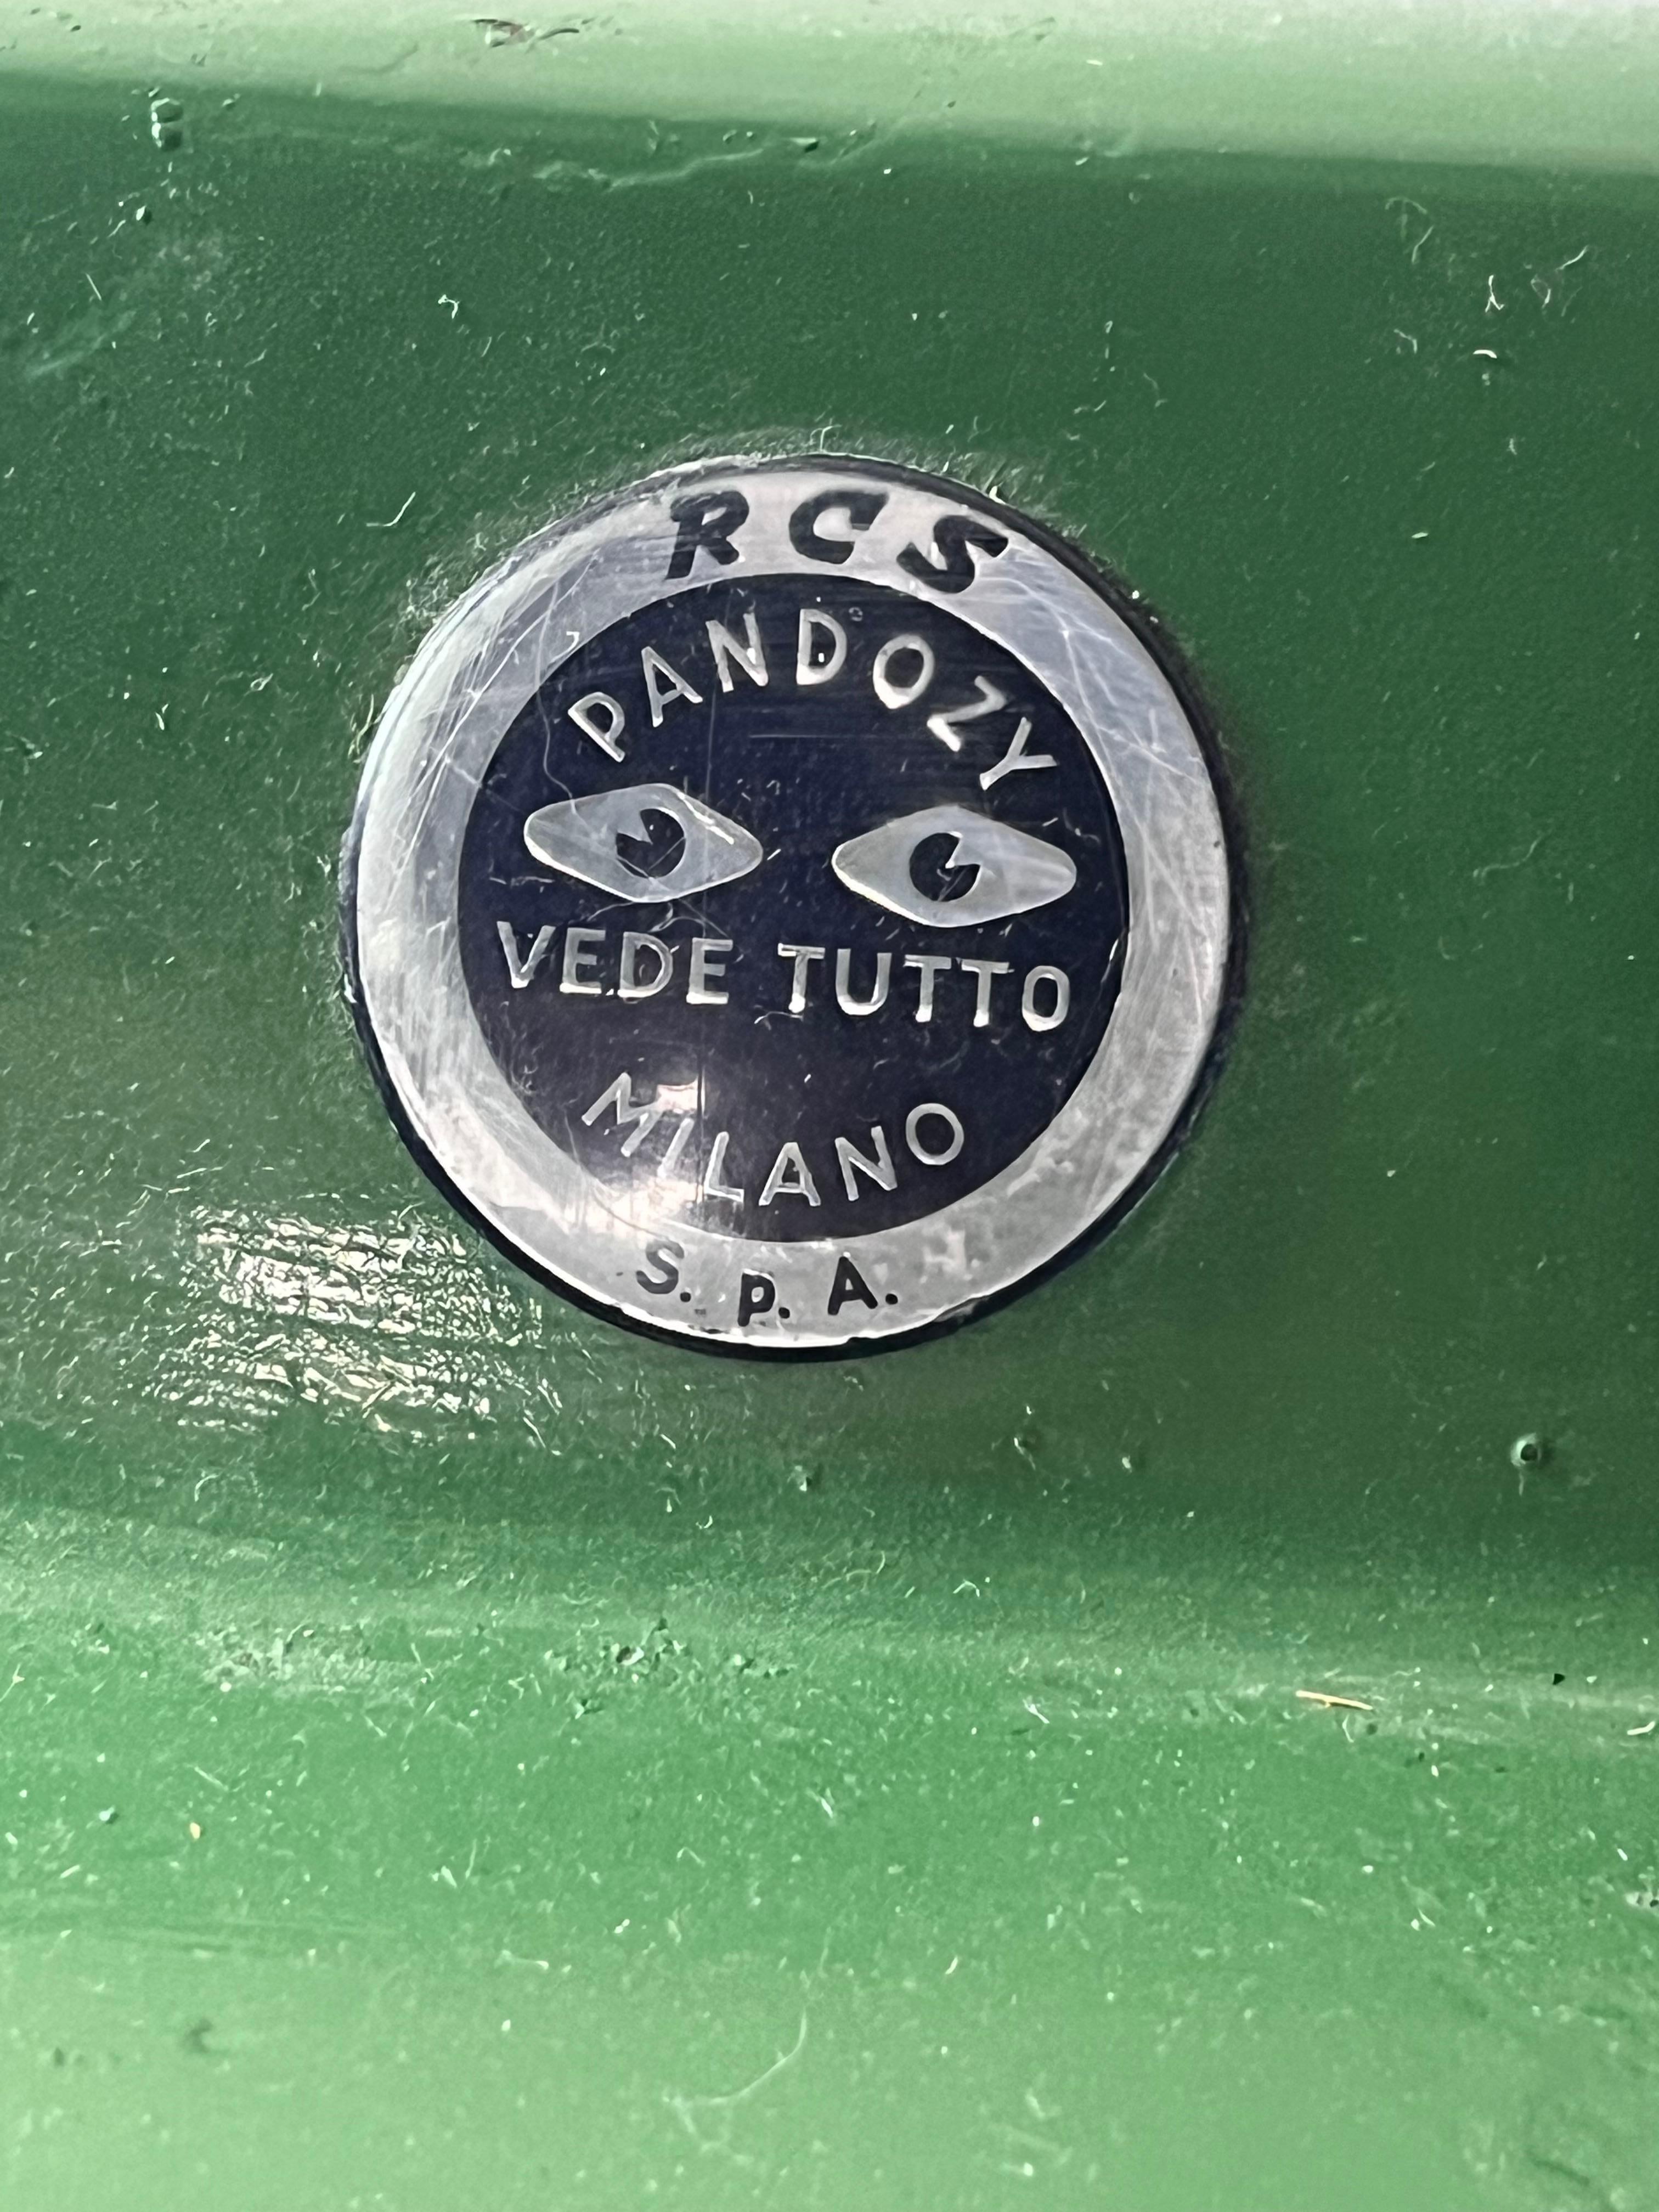 RCS
PANDOZY
VEDE TUTTO
MILANO
S.P.A.